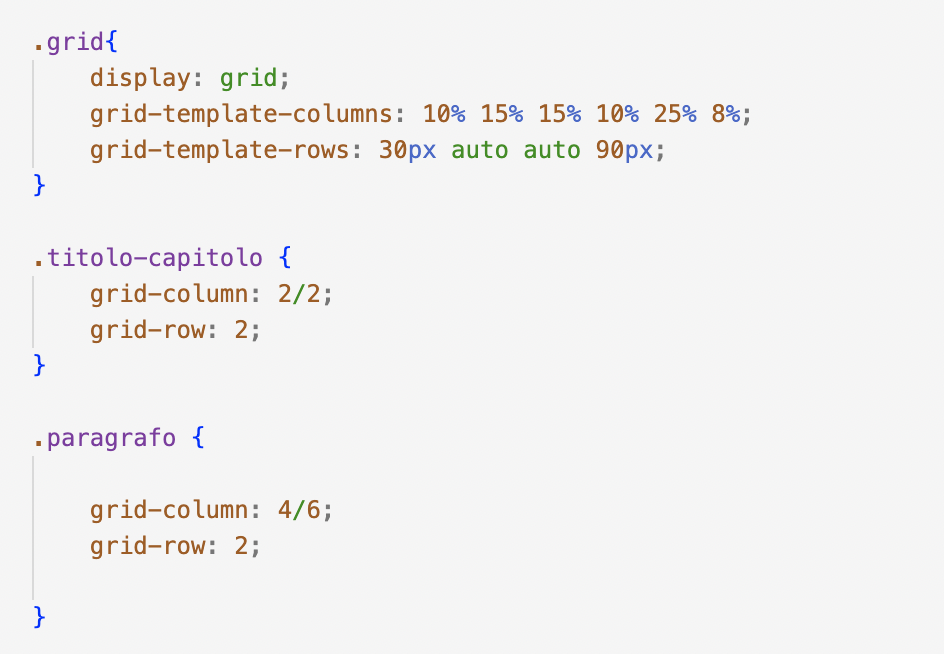 .grid{
    display: grid;
    grid-template-columns: 10% 15% 15% 10% 25% 8%;
    grid-template-rows: 30px auto auto 90px;
}
.titolo-capitolo {
    grid-column: 2/2;
    grid-row: 2;
}
.paragrafo {
    grid-column: 4/6;
    grid-row: 2;
}